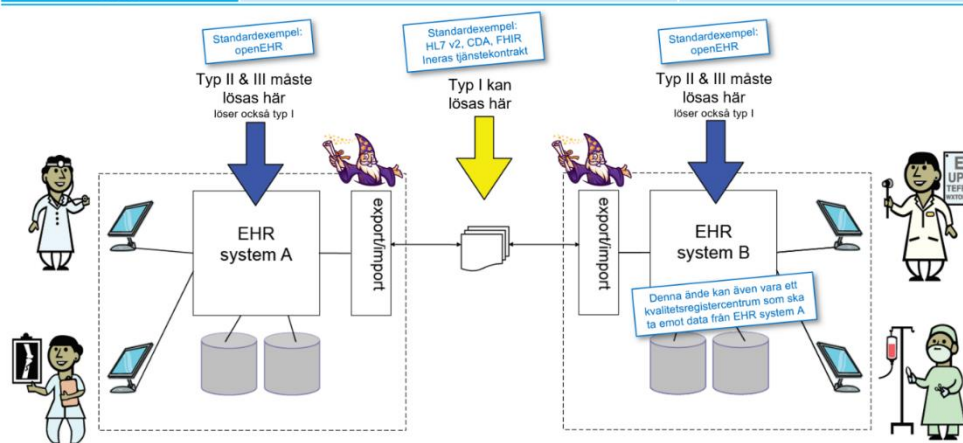 Standardexempel:
openEHR
Standardexempel:
HL7 v2, CDA, FHIR
Ineras tjänstekontrakt
Standardexempel:
openEHR
Typ II & III måste
lösas här
löser också typ I
Typ I kan
lösas här
Typ II & III måste
lösas här
löser också typ I
EHR
system A
export/import
export/import
EHR
system B
Denna ände kan även vara ett
kvalitetsregistercentrum som ska
ta emot data från EHR system A
E
UP
TEF